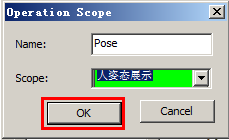 Operation Scope
Name: Pose
Scope: 人姿态展示
OK Cancel